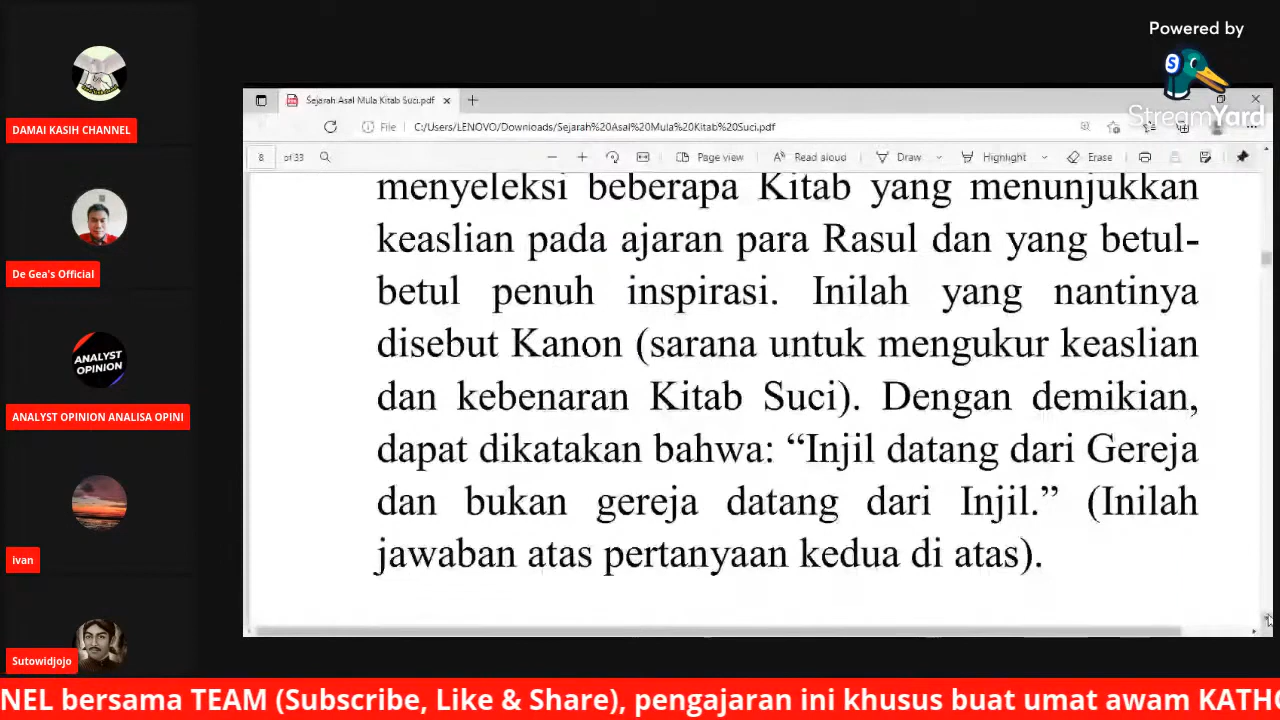 Powered by
StreamYard
DAMAI KASIH CHANNEL
De Gea's Official
ANALYST
OPINION
ANALYST OPINION ANALISA OPINI
ivan
Sutowidjojo
Sejarah Asal Mula Kitab Suci.pdf
File C:/Users/LENOVO/Downloads/Sejarah%20Asal%20Mula%20Kitab%20Suci.pdf
8 of 33 Page view Read aloud Draw Highlight Erase
menyeleksi beberapa Kitab yang menunjukkan
keaslian pada ajaran para Rasul dan yang betul-
betul penuh inspirasi. Inilah yang nantinya
disebut Kanon (sarana untuk mengukur keaslian
dan kebenaran Kitab Suci). Dengan demikian,
dapat dikatakan bahwa: “Injil datang dari Gereja
dan bukan gereja datang dari Injil.” (Inilah
jawaban atas pertanyaan kedua di atas).
NEL bersama TEAM (Subscribe, Like & Share), pengajaran ini khusus buat umat awam KATH